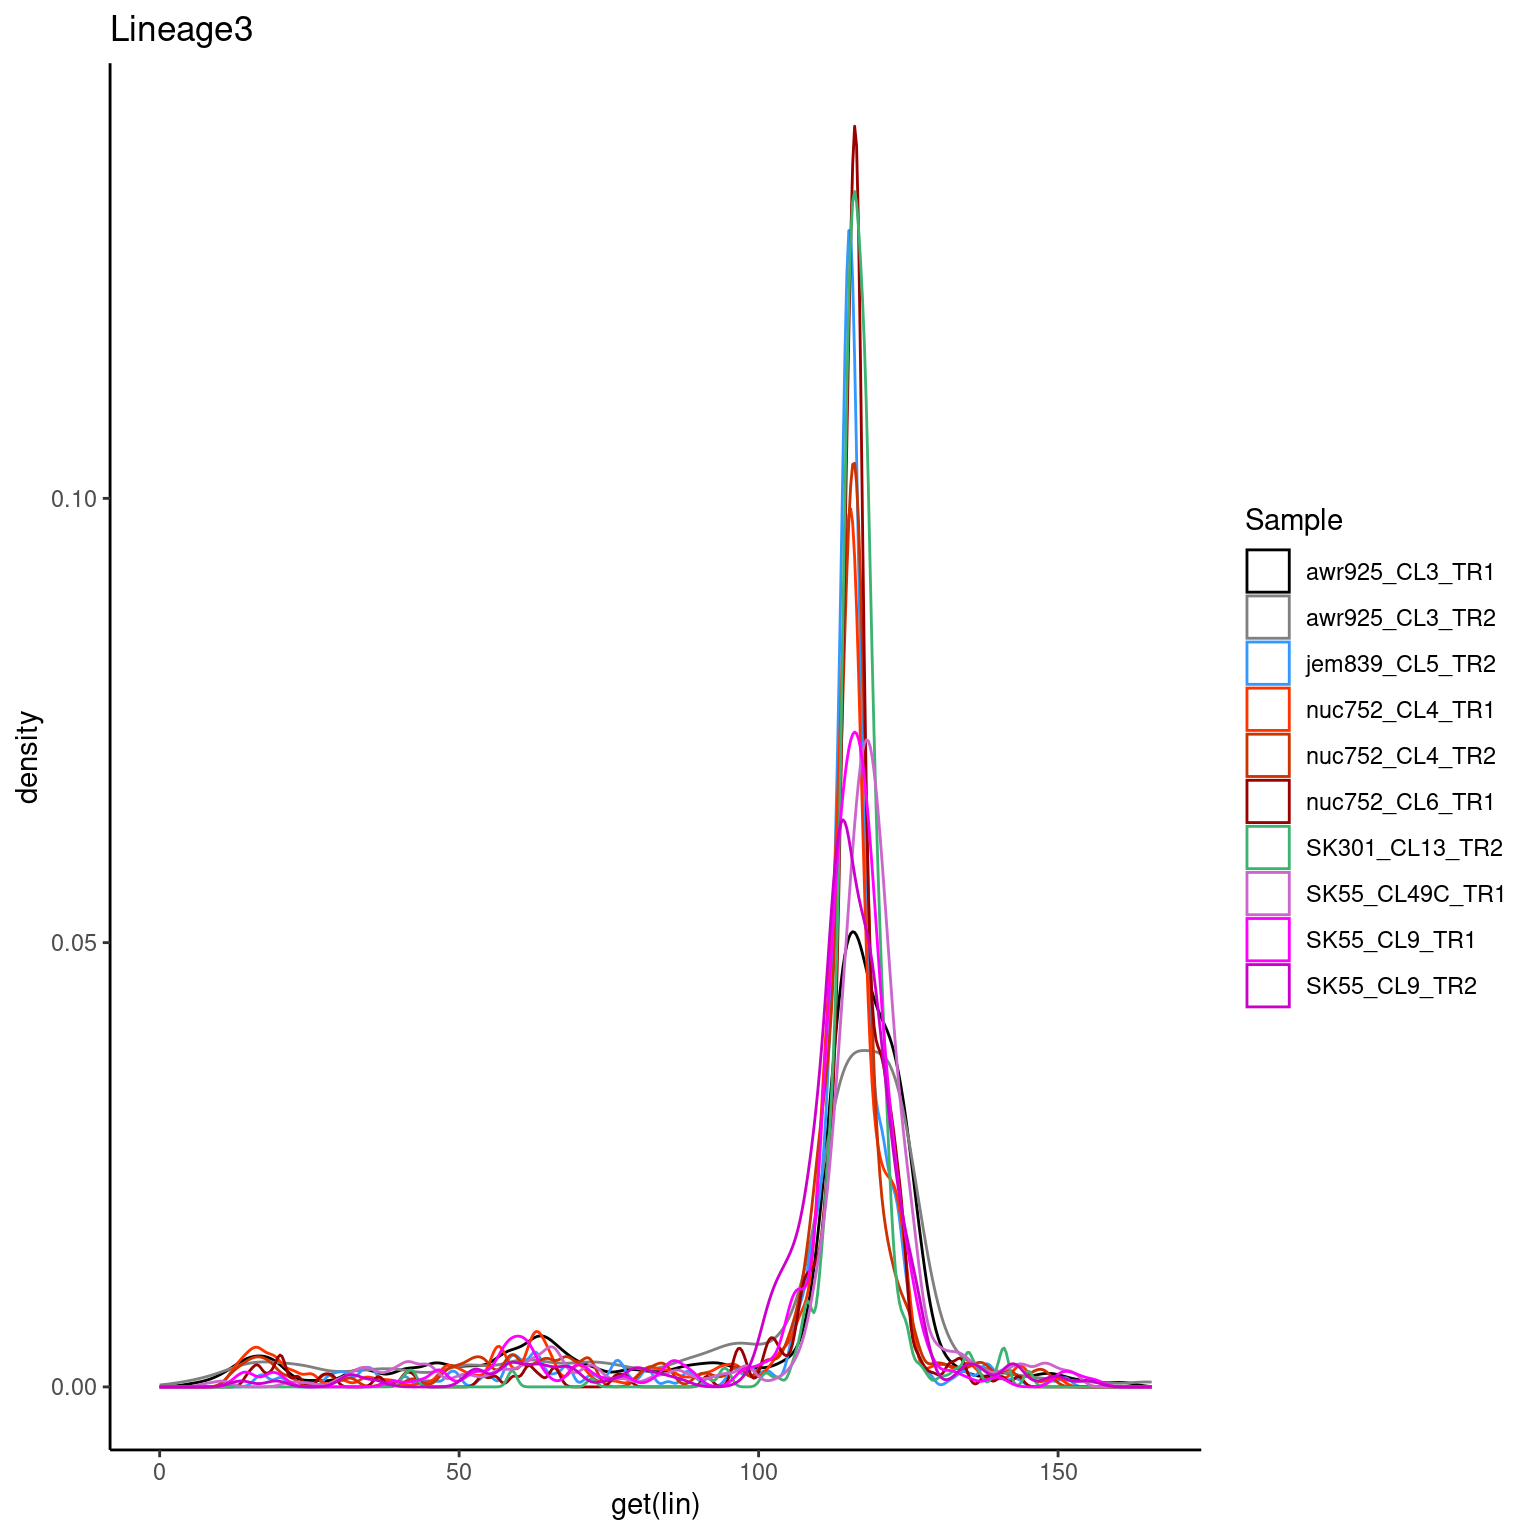 Lineage3
density
0.10
0.05
0.00
0
50
100
150
get(lin)
Sample
awr925_CL3_TR1
awr925_CL3_TR2
jem839_CL5_TR2
nuc752_CL4_TR1
nuc752_CL4_TR2
nuc752_CL6_TR1
SK301_CL13_TR2
SK55_CL49C_TR1
SK55_CL9_TR1
SK55_CL9_TR2